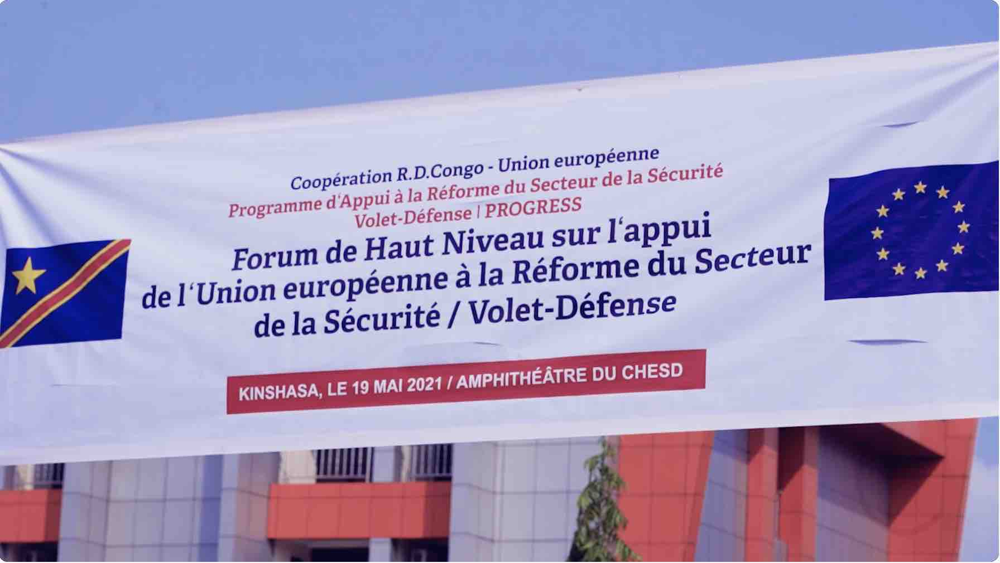 Coopération R.D.Congo - Union européenne
Programme d‘Appui à la Réforme du Secteur de la Sécurité
Volet-Défense | PROGRESS
Forum de Haut Niveau sur l‘appui
de l‘Union européenne à la Réforme du Secteur
de la Sécurité / Volet-Défense
KINSHASA, LE 19 MAI 2021 / AMPHITHÉÂTRE DU CHESD